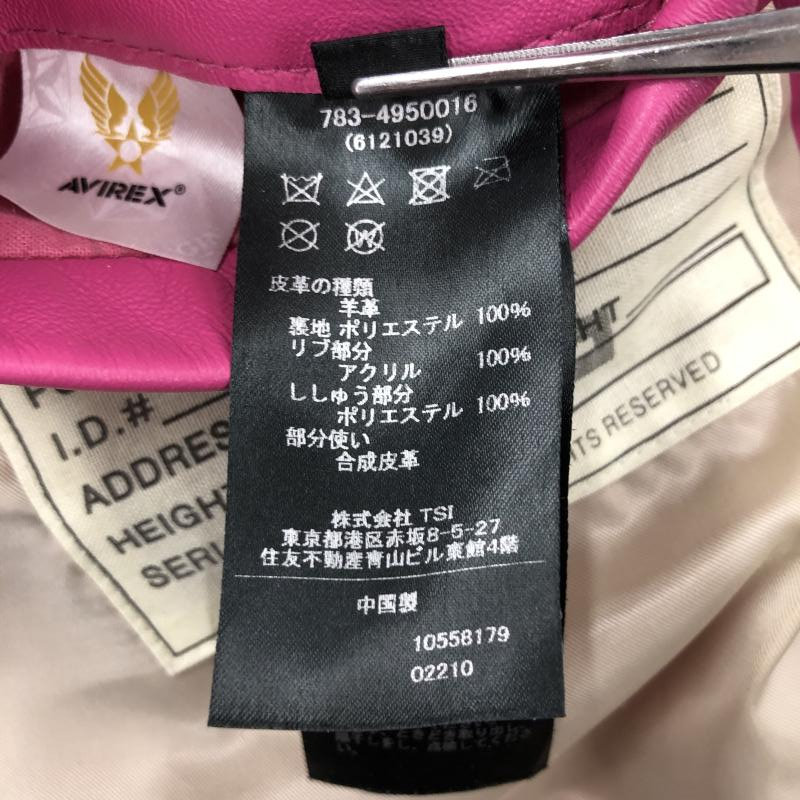 AVIREX®
783-4950016
(6121039)
皮革の種類
羊革
裏地 ポリエステル 100%
リブ部分
アクリル 100%
ししゅう部分
ポリエステル 100%
部分使い
合成皮革
株式会社 TSI
東京都港区赤坂8-5-27
住友不動産青山ビル東館4階
中国製
10558179
02210
I.D.#
ADDRES
HEIGH
SERI
HT
TS RESERVED